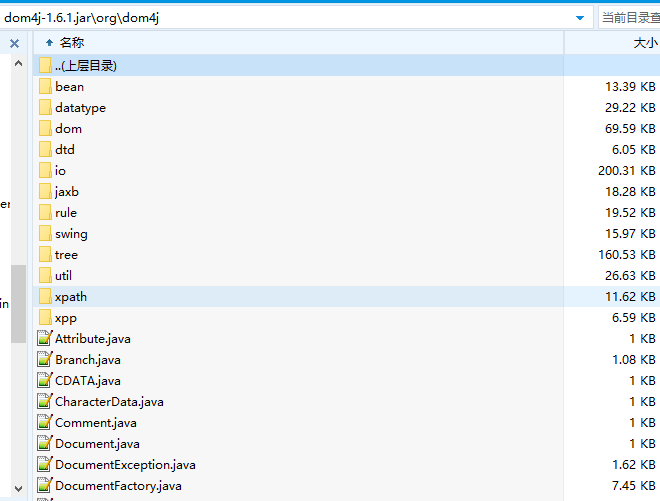 dom4j-1.6.1.jar\org\dom4j 当前目录查
名称 大小
..(上层目录)
bean 13.39 KB
datatype 29.22 KB
dom 69.59 KB
dtd 6.05 KB
io 200.31 KB
jaxb 18.28 KB
rule 19.52 KB
er
swing 15.97 KB
tree 160.53 KB
util 26.63 KB
xpath 11.62 KB
in
xpp 6.59 KB
Attribute.java 1 KB
Branch.java 1.08 KB
CDATA.java 1 KB
CharacterData.java 1 KB
Comment.java 1 KB
Document.java 1 KB
DocumentException.java 1.62 KB
DocumentFactory.java 7.45 KB